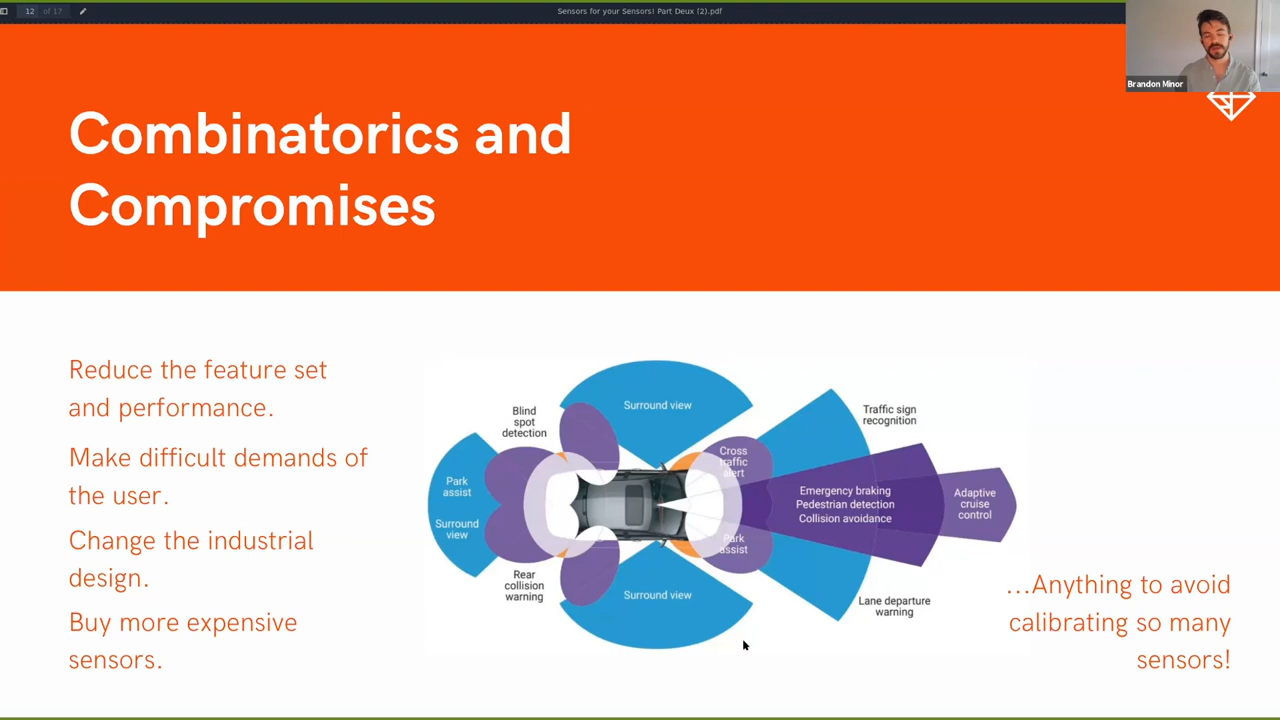 12 of 17
Sensors for your Sensors! Part Deux (2).pdf
Brandon Minor
Combinatorics and
Compromises
Reduce the feature set
and performance.
Make difficult demands of
the user.
Change the industrial
design.
Buy more expensive
sensors.
Surround view
Blind
spot
detection
Traffic sign
recognition
Cross
traffic
alert
Park
assist
Surround
view
Emergency braking
Pedestrian detection
Collision avoidance
Adaptive
cruise
control
Park
assist
Rear
collision
warning
Surround view
Lane departure
warning
...Anything to avoid
calibrating so many
sensors!